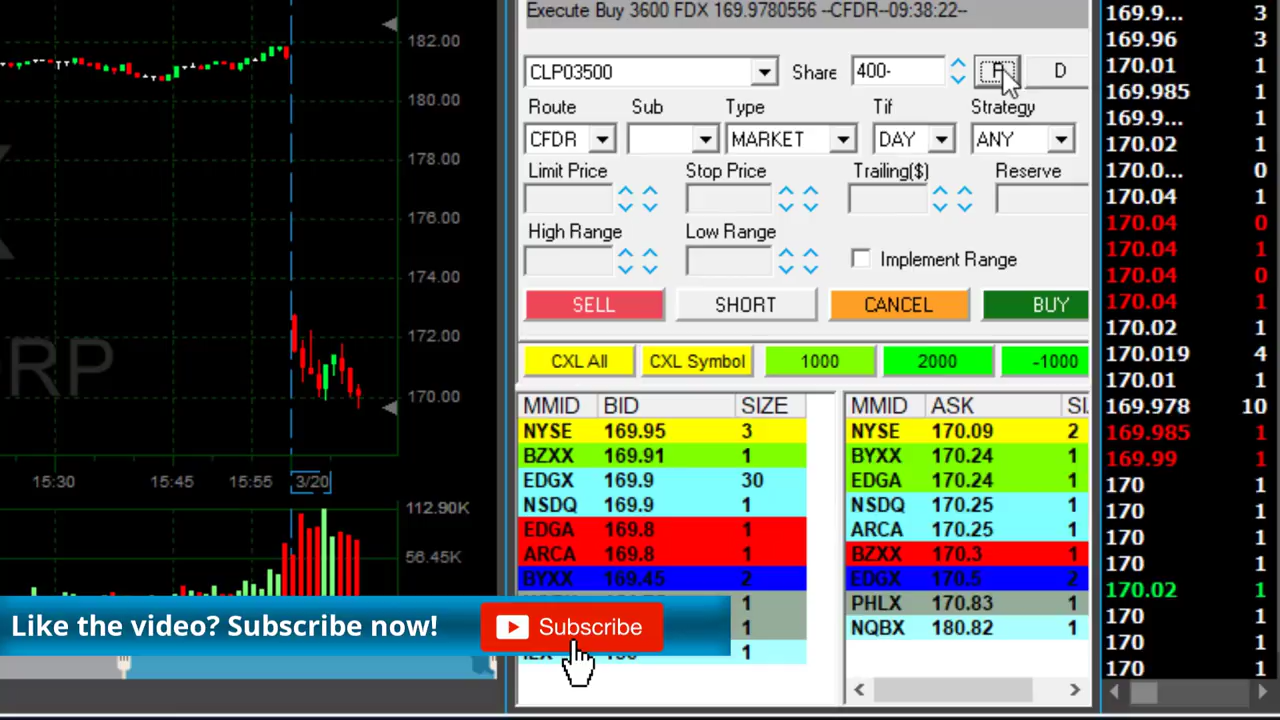 Execute Buy 3600 FDX 169.9780556 --CFDR--09:38:22--
CLP03500 Share 400- P D
Route Sub Type Tif Strategy
CFDR MARKET DAY ANY
Limit Price Stop Price Trailing($) Reserve
High Range Low Range
Implement Range
SELL SHORT CANCEL BUY
CXL All CXL Symbol 1000 2000 -1000
MMID BID SIZE
NYSE 169.95 3
BZXX 169.91 1
EDGX 169.9 30
NSDQ 169.9 1
EDGA 169.8 1
ARCA 169.8 1
BYXX 169.45 2
1
1
1
MMID ASK SI
NYSE 170.09 2
BYXX 170.24 1
EDGA 170.24 1
NSDQ 170.25 1
ARCA 170.25 1
BZXX 170.3 1
EDGX 170.5 2
PHLX 170.83 1
NQBX 180.82 1
169.9... 3
169.96 3
170.01 1
169.985 1
169.9... 1
170.02 1
170.0... 0
170.04 1
170.04 0
170.04 1
170.04 0
170.04 1
170.02 1
170.019 4
170.01 1
169.978 10
169.985 1
169.99 1
170 1
170 1
170 1
170 1
170.02 1
170 1
170 1
170 1
182.00
180.00
178.00
176.00
174.00
172.00
170.00
15:30 15:45 15:55 3/20
112.90K
56.45K
ORP
Like the video? Subscribe now! Subscribe